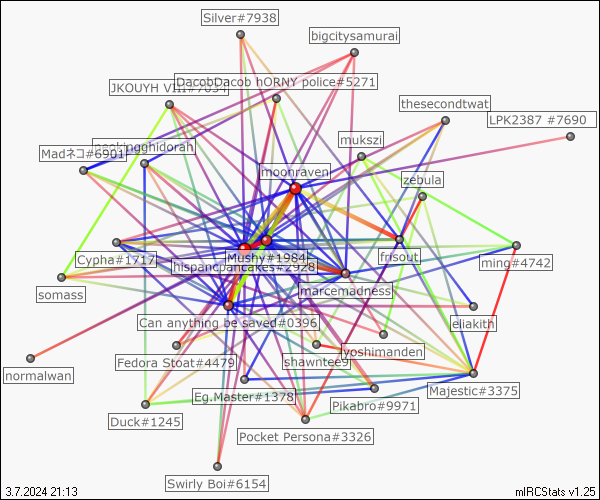 Silver#7938
bigcitysamurai
DacobDacob hORNY police#5271
JKOUYH VIII#7894
thesecondtwat
LPK2387 #7690
mukszi
Madネコ#6901
moonraven
zebula
Cypha#1717
Mushy#1984
frisout
hispanicpancakes#2928
ming#4742
somass
marcemadness
Can anything be saved#0396
eliakith
yoshimanden
Fedora Stoat#4479
shawntee9
normalwan
Majestic#3375
Eg.Master#1378
Pikabro#9971
Duck#1245
Pocket Persona#3326
Swirly Boi#6154
3.7.2024 21:13
mIRCStats v1.25